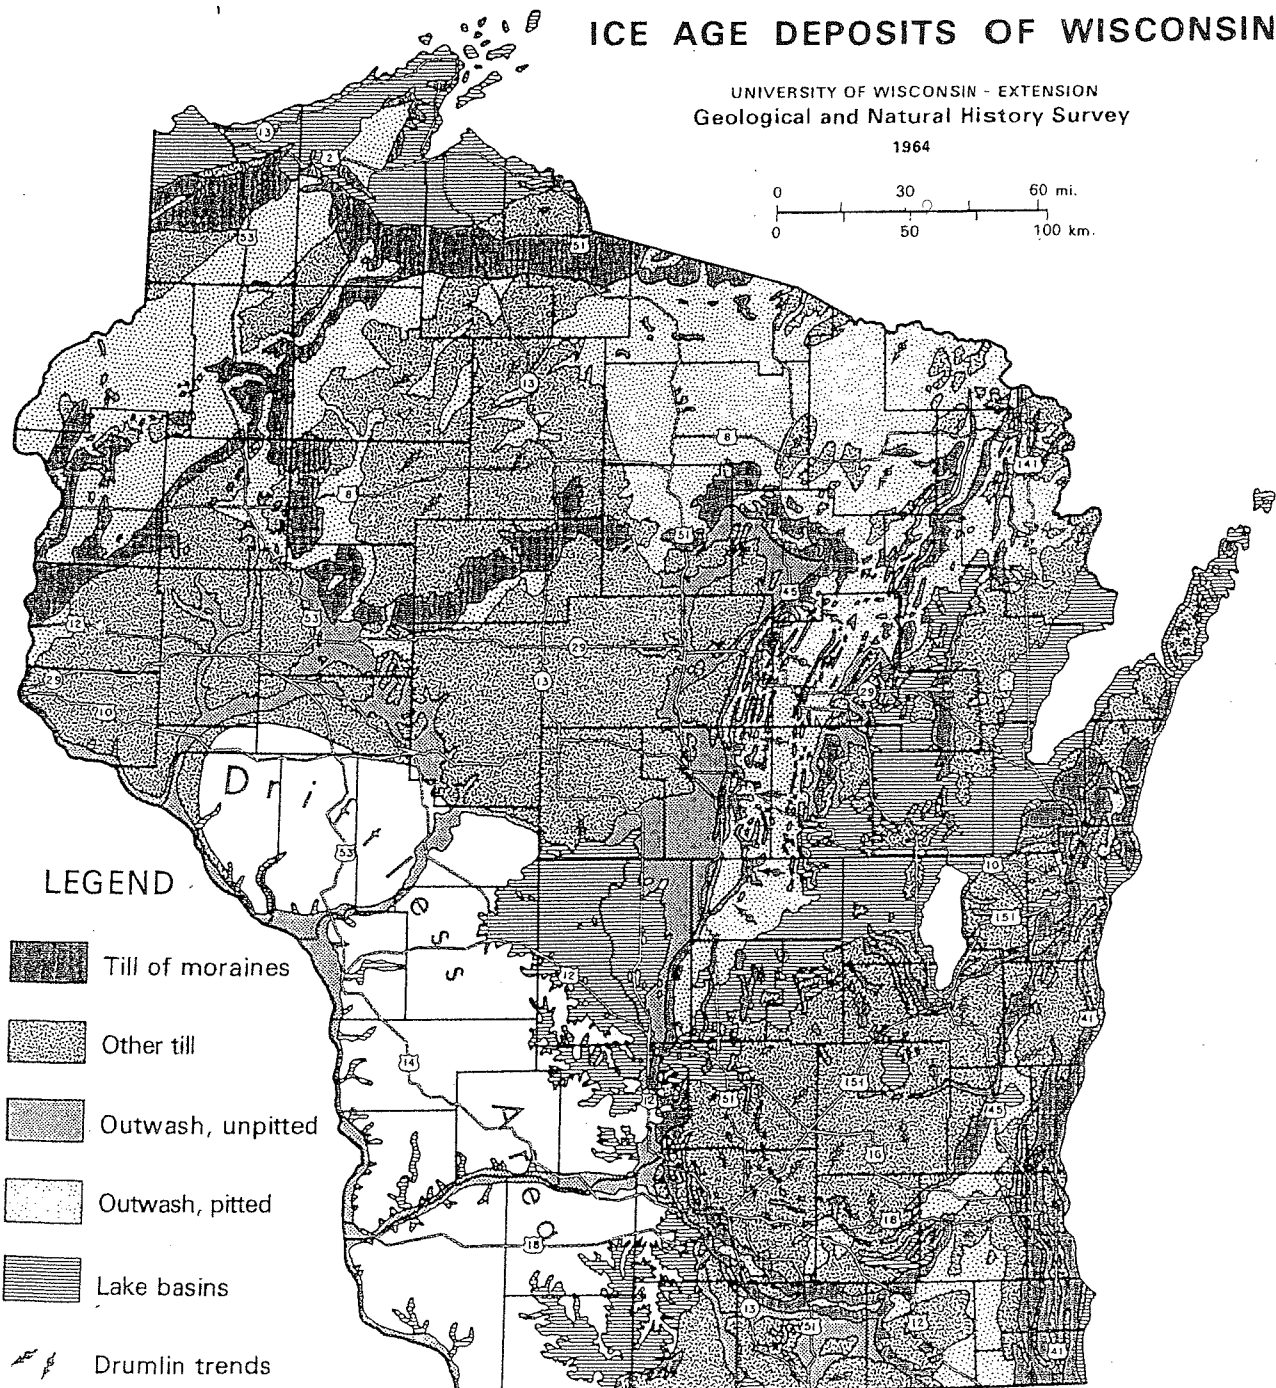 ICE AGE DEPOSITS OF WISCONSIN
UNIVERSITY OF WISCONSIN - EXTENSION
Geological and Natural History Survey
1964
0 30 60 mi.
0 50 100 km.
13
2
53
51
13
8
141
8
51
45
12
53
29
29
13
29
10
Driftless Area
53
LEGEND
10
151
Till of moraines
12
41
Other till
14
151
51
12
45
Outwash, unpitted
16
Outwash, pitted
18
18
Lake basins
13
51
12
41
Drumlin trends